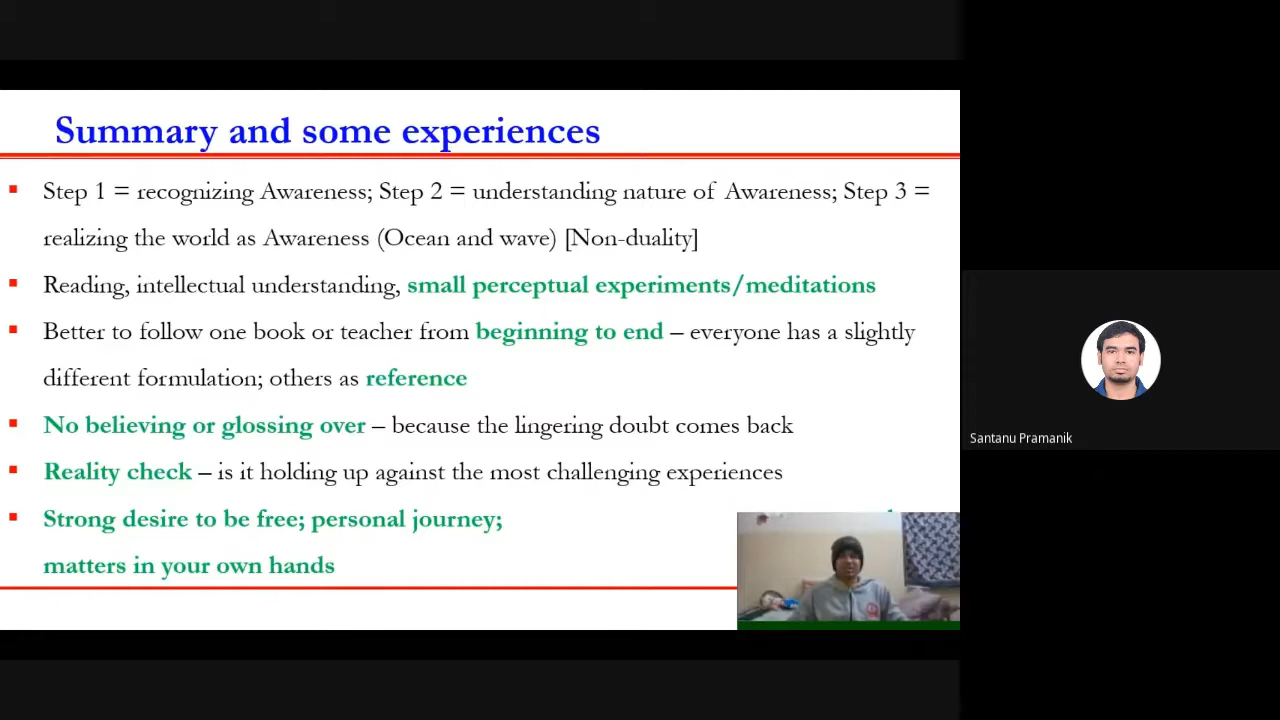 Summary and some experiences
Step 1 = recognizing Awareness; Step 2 = understanding nature of Awareness; Step 3 =
realizing the world as Awareness (Ocean and wave) [Non-duality]
Reading, intellectual understanding, small perceptual experiments/meditations
Better to follow one book or teacher from beginning to end – everyone has a slightly
different formulation; others as reference
No believing or glossing over – because the lingering doubt comes back
Reality check – is it holding up against the most challenging experiences
Strong desire to be free; personal journey;
matters in your own hands
Santanu Pramanik